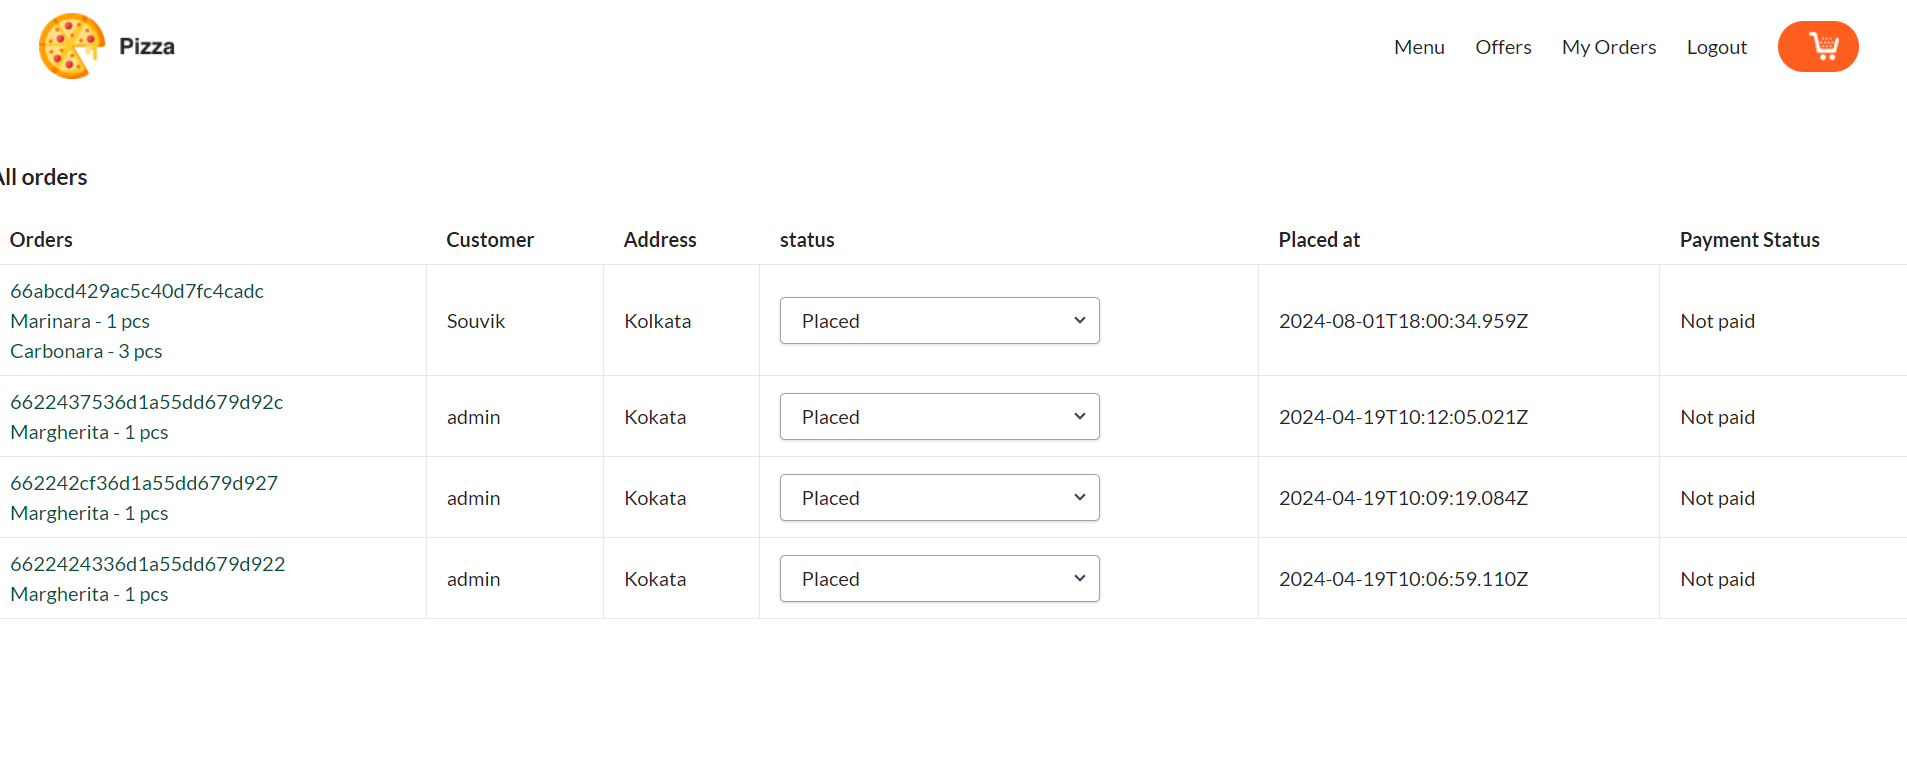 Pizza
Menu Offers My Orders Logout
All orders
Orders Customer Address status Placed at Payment Status
66abcd429ac5c40d7fc4cadc
Marinara - 1 pcs
Carbonara - 3 pcs
Souvik Kolkata Placed 2024-08-01T18:00:34.959Z Not paid
6622437536d1a55dd679d92c
Margherita - 1 pcs
admin Kokata Placed 2024-04-19T10:12:05.021Z Not paid
662242cf36d1a55dd679d927
Margherita - 1 pcs
admin Kokata Placed 2024-04-19T10:09:19.084Z Not paid
6622424336d1a55dd679d922
Margherita - 1 pcs
admin Kokata Placed 2024-04-19T10:06:59.110Z Not paid